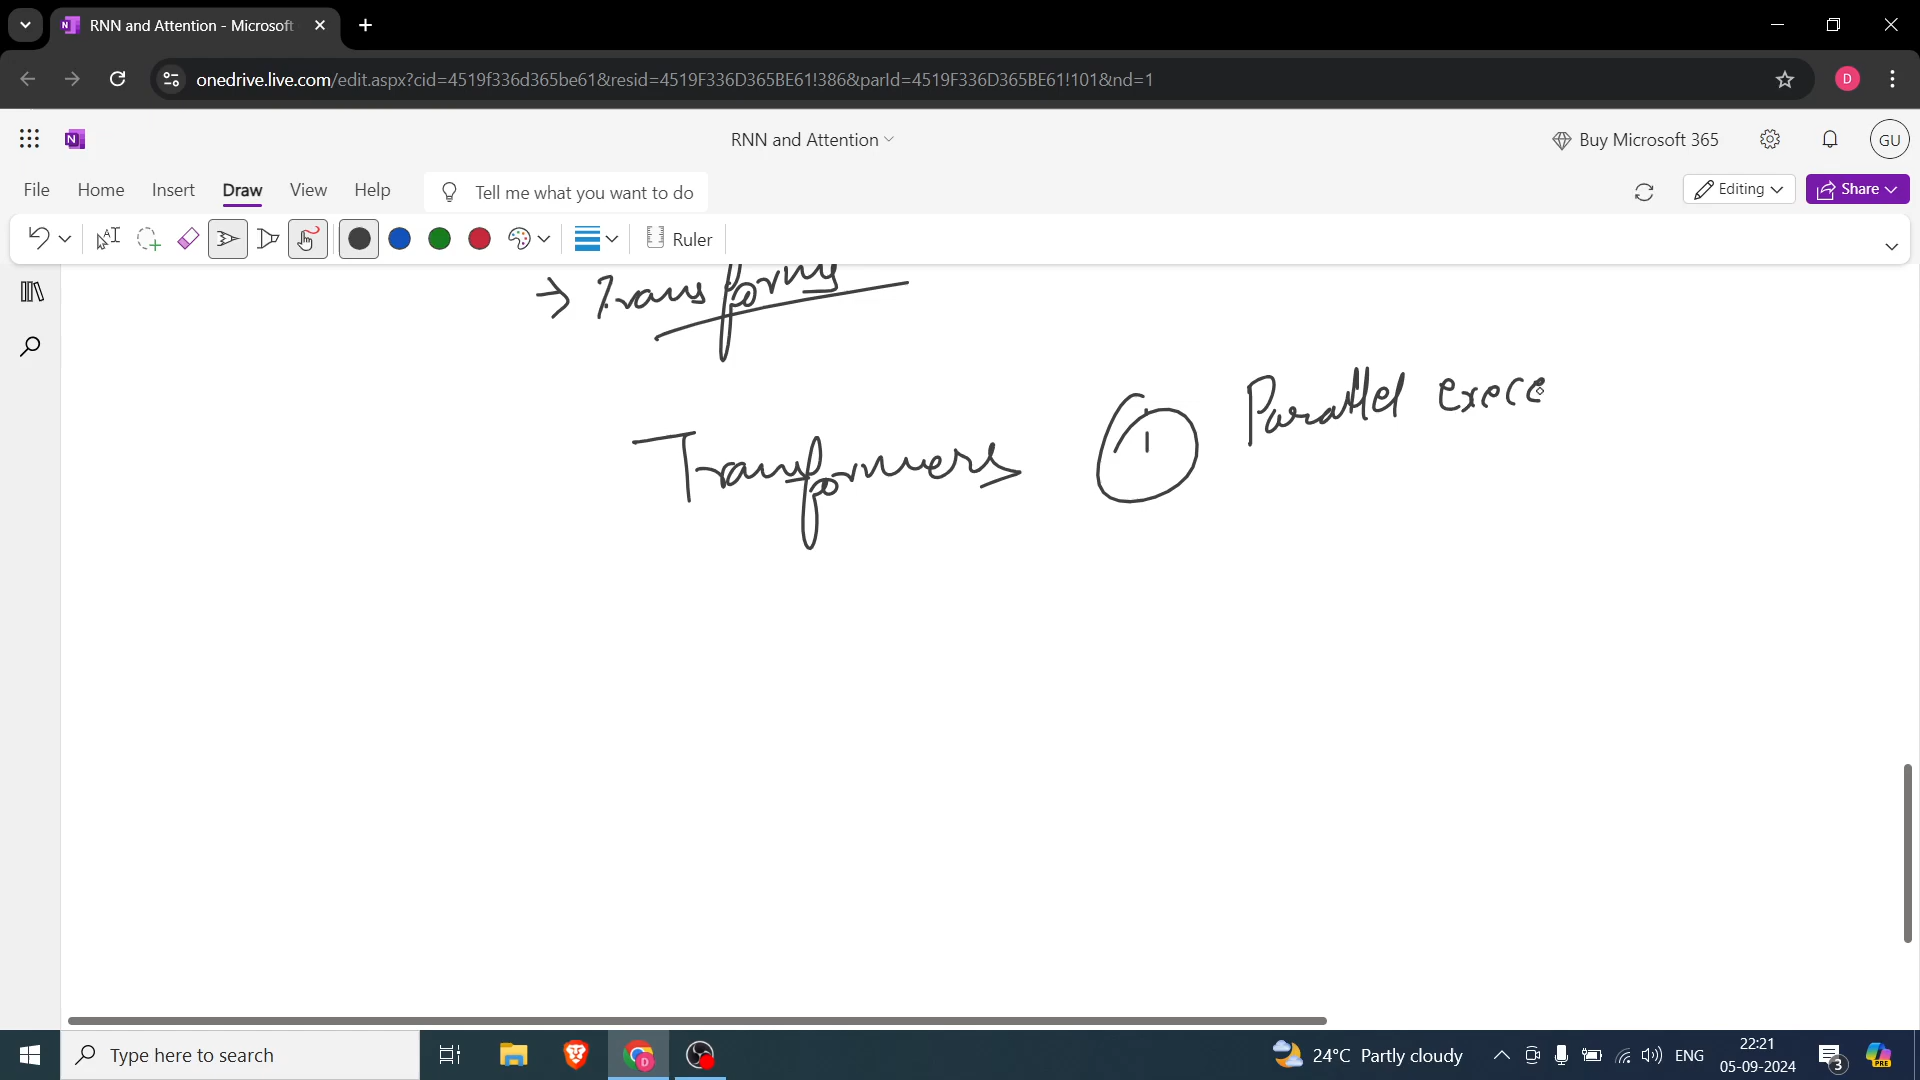 RNN and Attention - Microsoft
onedrive.live.com/edit.aspx?cid=4519f336d365be61&resid=4519F336D365BE61!386&parId=4519F336D365BE61!101&nd=1
D
RNN and Attention
Buy Microsoft 365
GU
File Home Insert Draw View Help
Tell me what you want to do
Editing
Share
Ruler
→ Transforms
Transformers ① Parallel exece
Type here to search
24°C Partly cloudy
ENG
22:21
05-09-2024
3